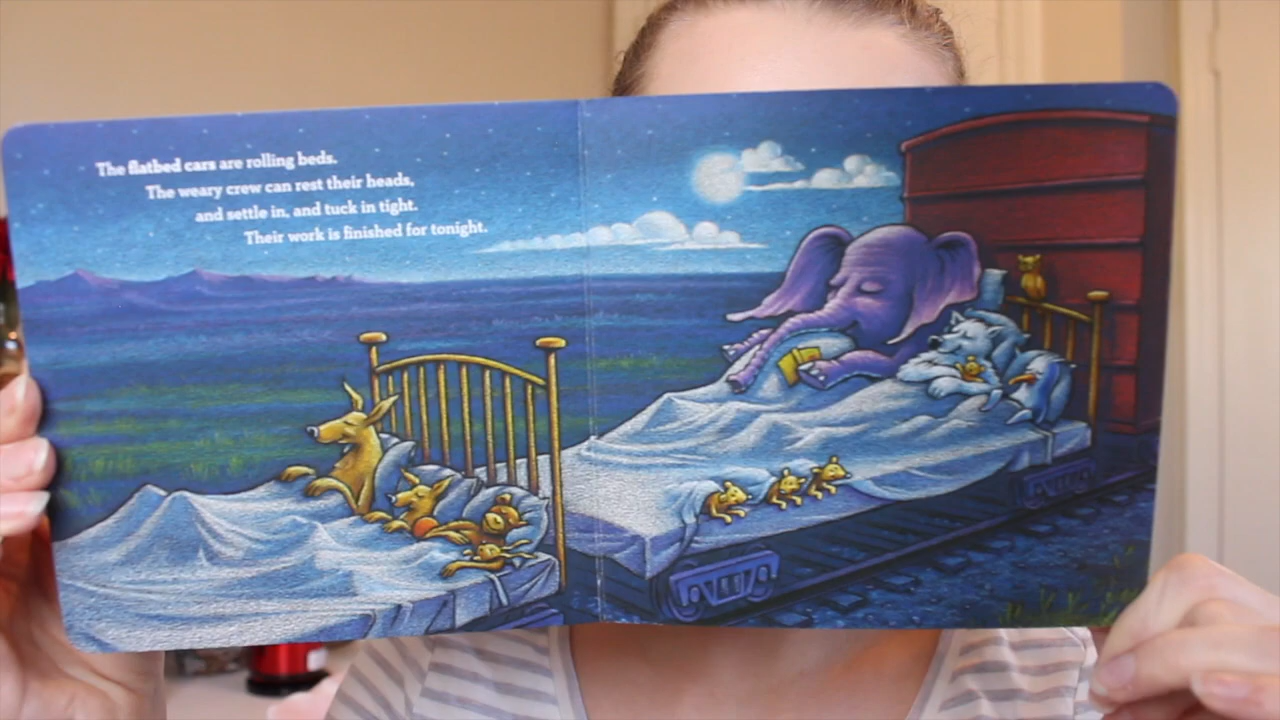 The flatbed cars are rolling beds.
The weary crew can rest their heads,
and settle in, and tuck in tight.
Their work is finished for tonight.